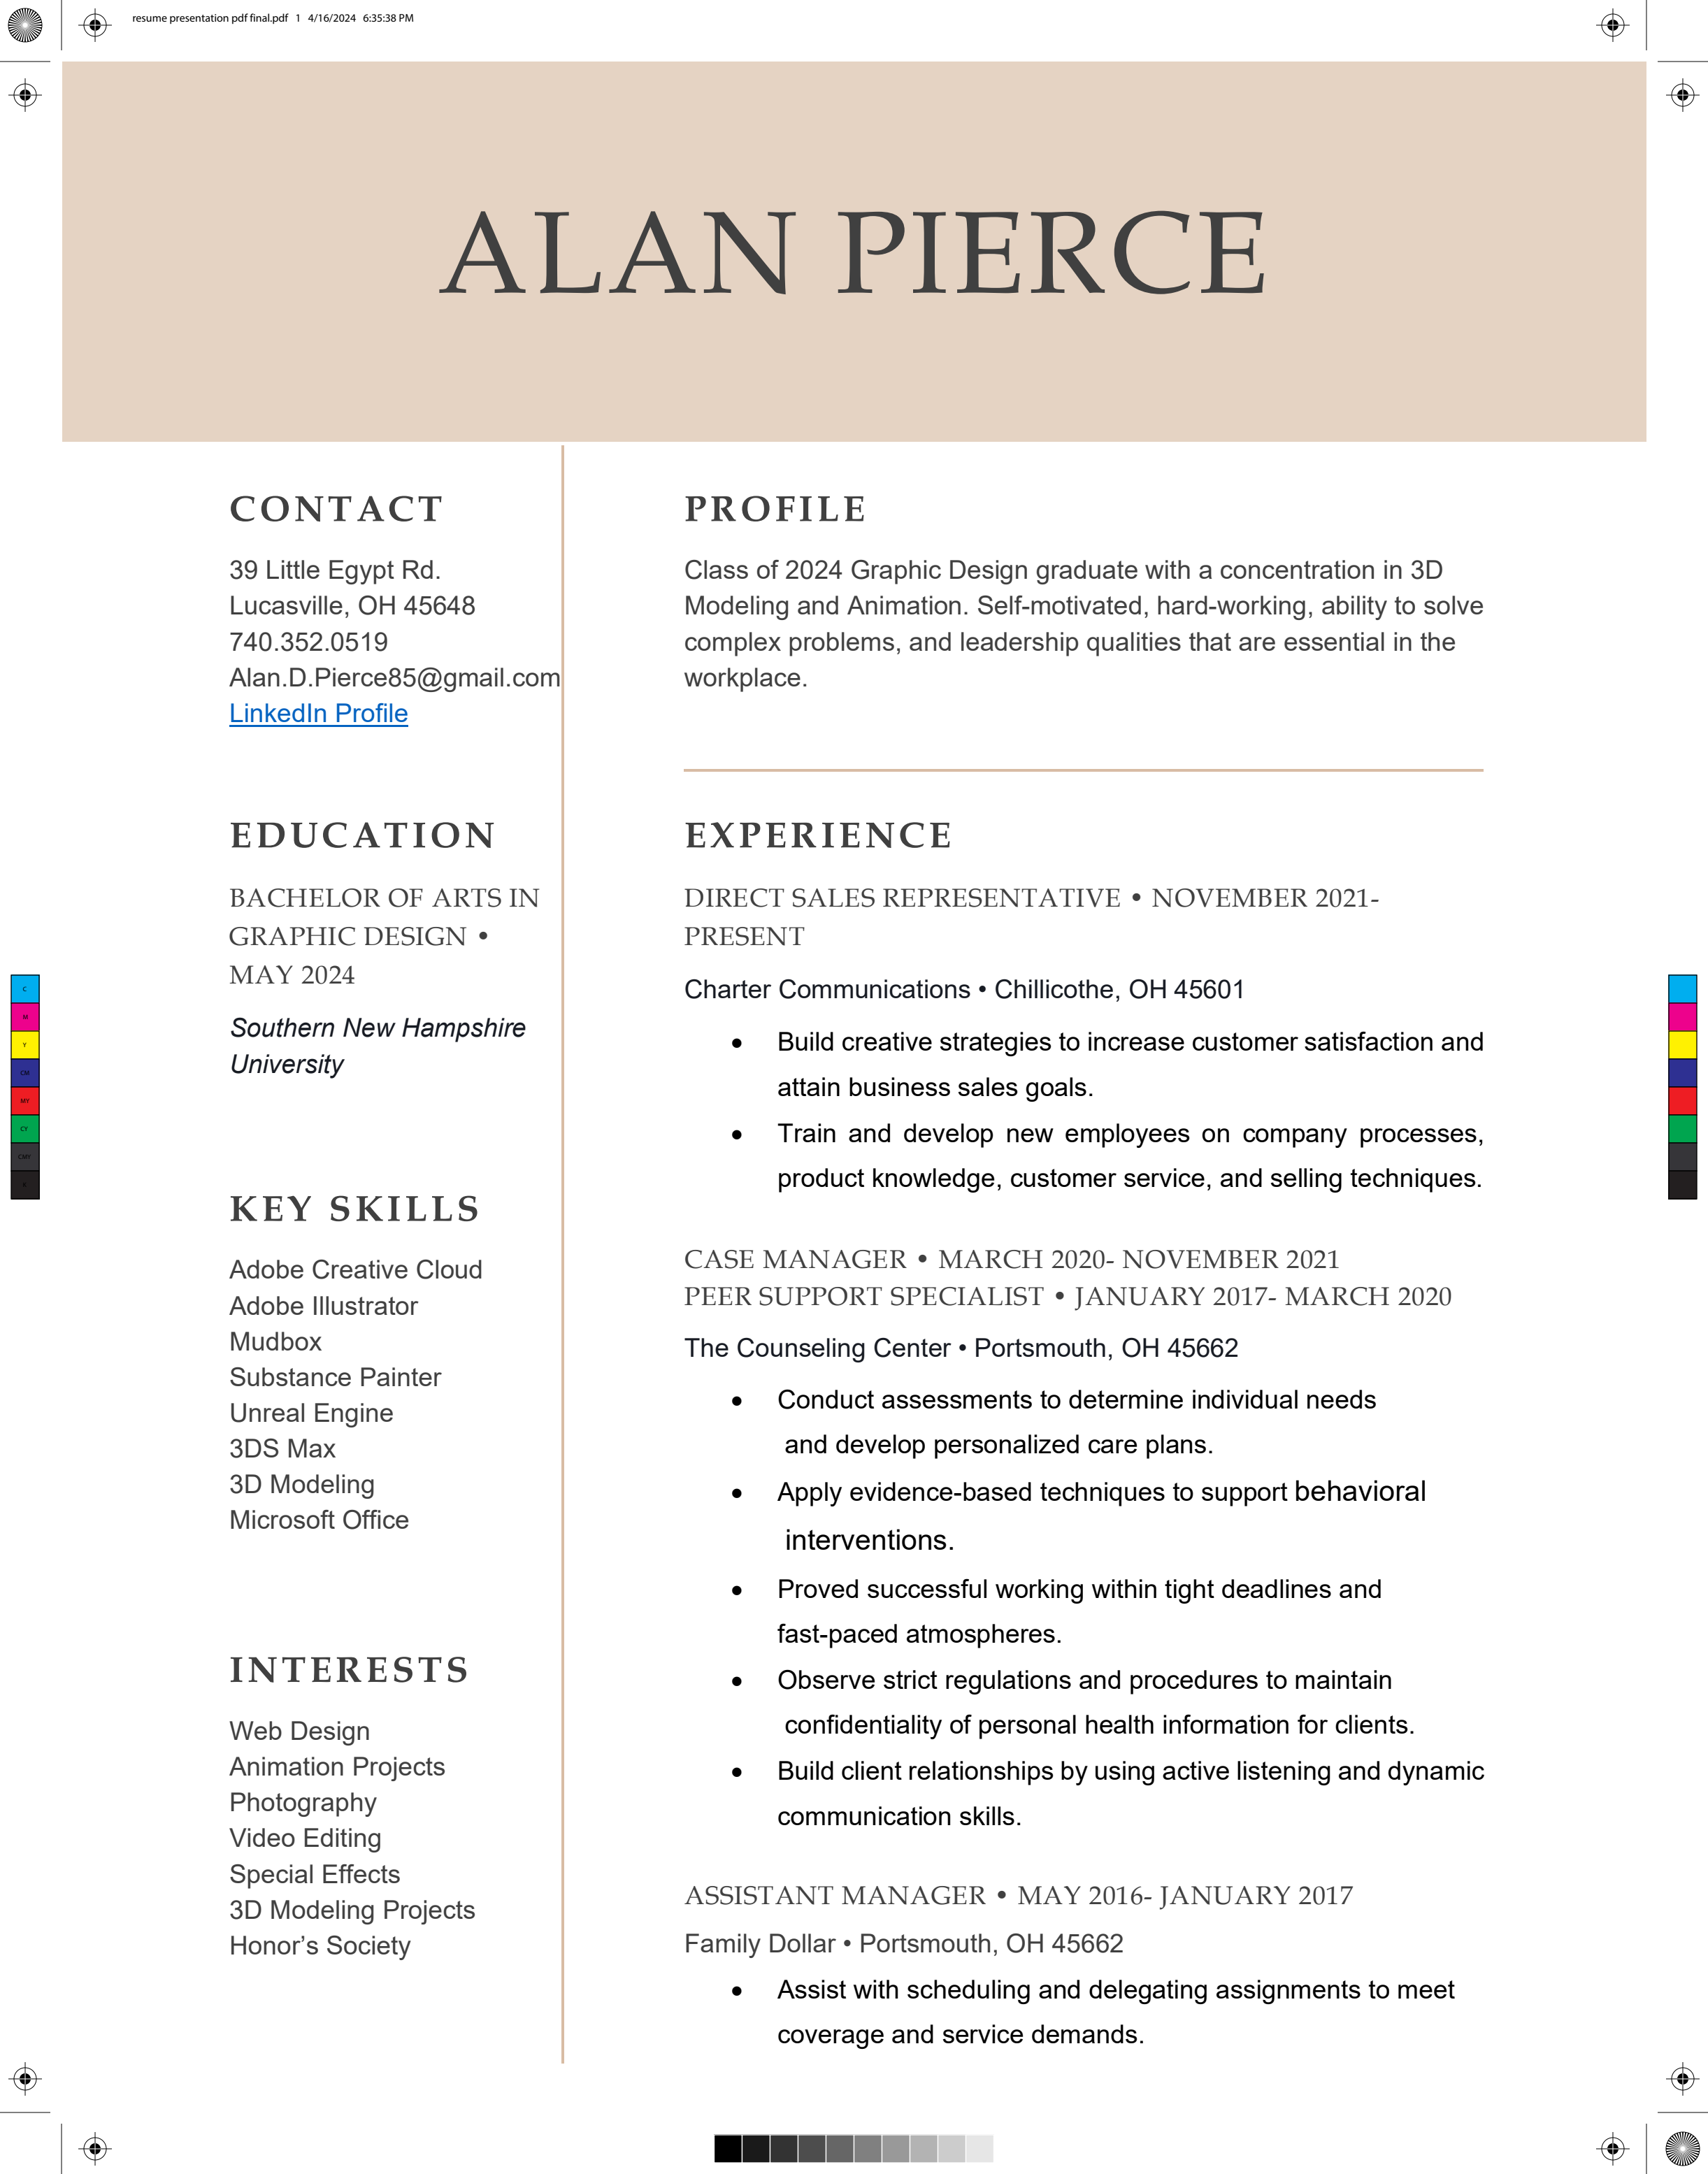 resume presentation pdf final.pdf   1   4/16/2024   6:35:38 PM
ALAN PIERCE
CONTACT
39 Little Egypt Rd.
Lucasville, OH 45648
740.352.0519
Alan.D.Pierce85@gmail.com
LinkedIn Profile
EDUCATION
BACHELOR OF ARTS IN
GRAPHIC DESIGN •
MAY 2024
Southern New Hampshire
University
KEY SKILLS
Adobe Creative Cloud
Adobe Illustrator
Mudbox
Substance Painter
Unreal Engine
3DS Max
3D Modeling
Microsoft Office
INTERESTS
Web Design
Animation Projects
Photography
Video Editing
Special Effects
3D Modeling Projects
Honor’s Society
PROFILE
Class of 2024 Graphic Design graduate with a concentration in 3D
Modeling and Animation. Self-motivated, hard-working, ability to solve
complex problems, and leadership qualities that are essential in the
workplace.
EXPERIENCE
DIRECT SALES REPRESENTATIVE • NOVEMBER 2021-
PRESENT
Charter Communications • Chillicothe, OH 45601
• Build creative strategies to increase customer satisfaction and
attain business sales goals.
• Train and develop new employees on company processes,
product knowledge, customer service, and selling techniques.
CASE MANAGER • MARCH 2020- NOVEMBER 2021
PEER SUPPORT SPECIALIST • JANUARY 2017- MARCH 2020
The Counseling Center • Portsmouth, OH 45662
• Conduct assessments to determine individual needs
and develop personalized care plans.
• Apply evidence-based techniques to support behavioral
interventions.
• Proved successful working within tight deadlines and
fast-paced atmospheres.
• Observe strict regulations and procedures to maintain
confidentiality of personal health information for clients.
• Build client relationships by using active listening and dynamic
communication skills.
ASSISTANT MANAGER • MAY 2016- JANUARY 2017
Family Dollar • Portsmouth, OH 45662
• Assist with scheduling and delegating assignments to meet
coverage and service demands.
C
M
Y
CM
MY
CY
CMY